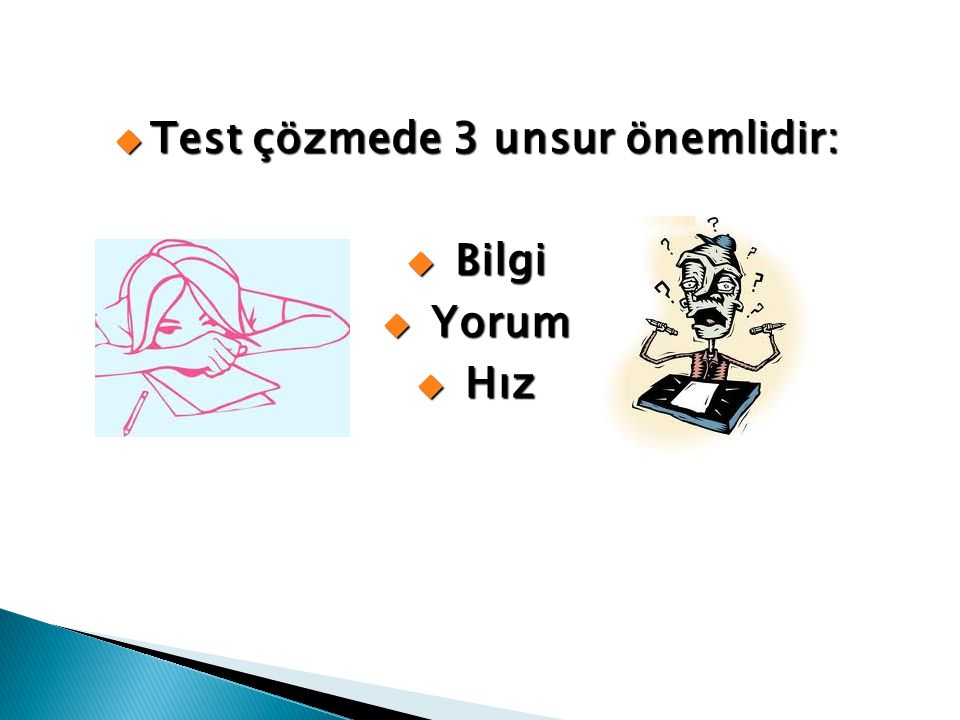 ◆ Test çözmede 3 unsur önemlidir:
◆ Bilgi
◆ Yorum
◆ Hız
? ? ? ? ? ? ?